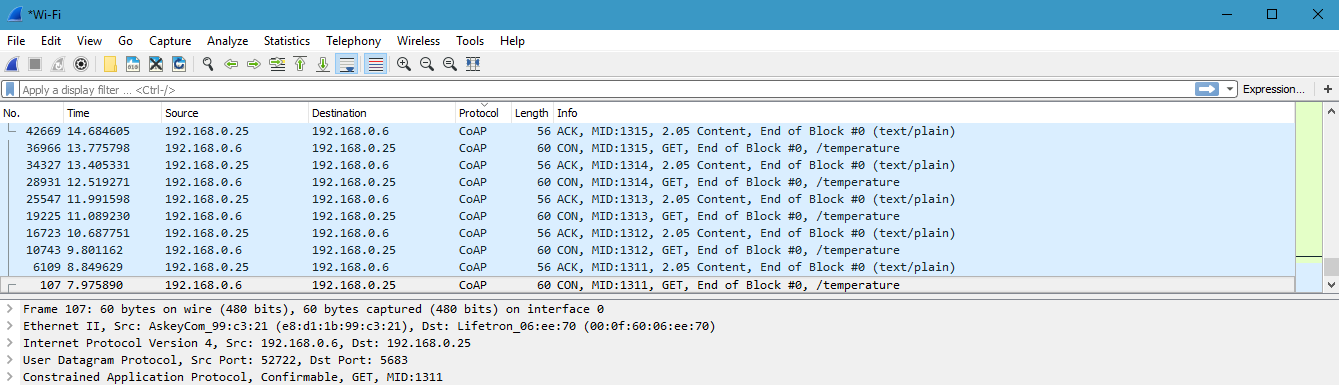 *Wi-Fi
File Edit View Go Capture Analyze Statistics Telephony Wireless Tools Help
Apply a display filter ... <Ctrl-/> Expression... +
No. Time Source Destination Protocol Length Info
42669 14.684605 192.168.0.25 192.168.0.6 CoAP 56 ACK, MID:1315, 2.05 Content, End of Block #0 (text/plain)
36966 13.775798 192.168.0.6 192.168.0.25 CoAP 60 CON, MID:1315, GET, End of Block #0, /temperature
34327 13.405331 192.168.0.25 192.168.0.6 CoAP 56 ACK, MID:1314, 2.05 Content, End of Block #0 (text/plain)
28931 12.519271 192.168.0.6 192.168.0.25 CoAP 60 CON, MID:1314, GET, End of Block #0, /temperature
25547 11.991598 192.168.0.25 192.168.0.6 CoAP 56 ACK, MID:1313, 2.05 Content, End of Block #0 (text/plain)
19225 11.089230 192.168.0.6 192.168.0.25 CoAP 60 CON, MID:1313, GET, End of Block #0, /temperature
16723 10.687751 192.168.0.25 192.168.0.6 CoAP 56 ACK, MID:1312, 2.05 Content, End of Block #0 (text/plain)
10743 9.801162 192.168.0.6 192.168.0.25 CoAP 60 CON, MID:1312, GET, End of Block #0, /temperature
6109 8.849629 192.168.0.25 192.168.0.6 CoAP 56 ACK, MID:1311, 2.05 Content, End of Block #0 (text/plain)
107 7.975890 192.168.0.6 192.168.0.25 CoAP 60 CON, MID:1311, GET, End of Block #0, /temperature
Frame 107: 60 bytes on wire (480 bits), 60 bytes captured (480 bits) on interface 0
Ethernet II, Src: AskeyCom_99:c3:21 (e8:d1:1b:99:c3:21), Dst: Lifetron_06:ee:70 (00:0f:60:06:ee:70)
Internet Protocol Version 4, Src: 192.168.0.6, Dst: 192.168.0.25
User Datagram Protocol, Src Port: 52722, Dst Port: 5683
Constrained Application Protocol, Confirmable, GET, MID:1311